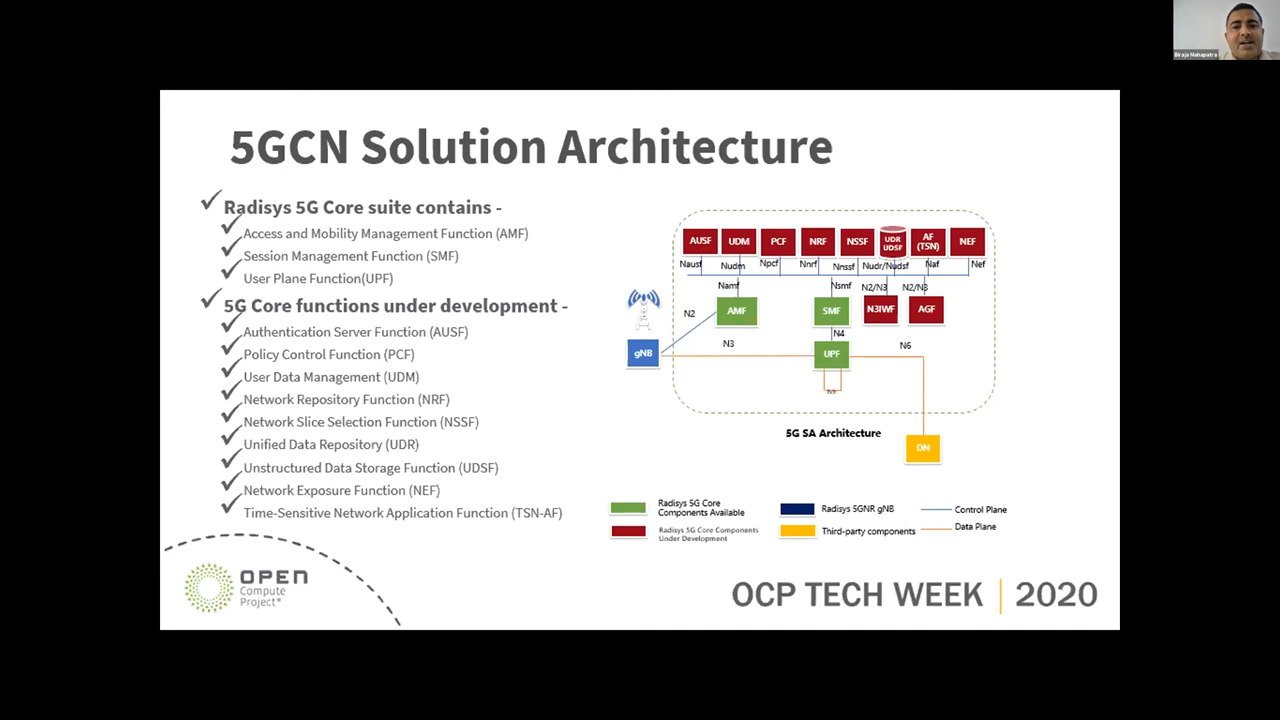 Biraja Mahapatra
5GCN Solution Architecture
Radisys 5G Core suite contains -
Access and Mobility Management Function (AMF)
Session Management Function (SMF)
User Plane Function(UPF)
5G Core functions under development -
Authentication Server Function (AUSF)
Policy Control Function (PCF)
User Data Management (UDM)
Network Repository Function (NRF)
Network Slice Selection Function (NSSF)
Unified Data Repository (UDR)
Unstructured Data Storage Function (UDSF)
Network Exposure Function (NEF)
Time-Sensitive Network Application Function (TSN-AF)
AUSF UDM PCF NRF NSSF UDR UDSF AF (TSN) NEF
Nausf Nudm Npcf Nnrf Nnssf Nudr/Nudsf Naf Nef
Namf Nsmf N2/N3 N2/N3
AMF SMF N3IWF AGF
N2
N4
N3 N6
gNB UPF
5G SA Architecture
DN
Radisys 5G Core
Components Available
Radisys 5GNR gNB
Control Plane
Radisys 5G Core Components
Under Development
Third-party components
Data Plane
OPEN
Compute
Project®
OCP TECH WEEK | 2020